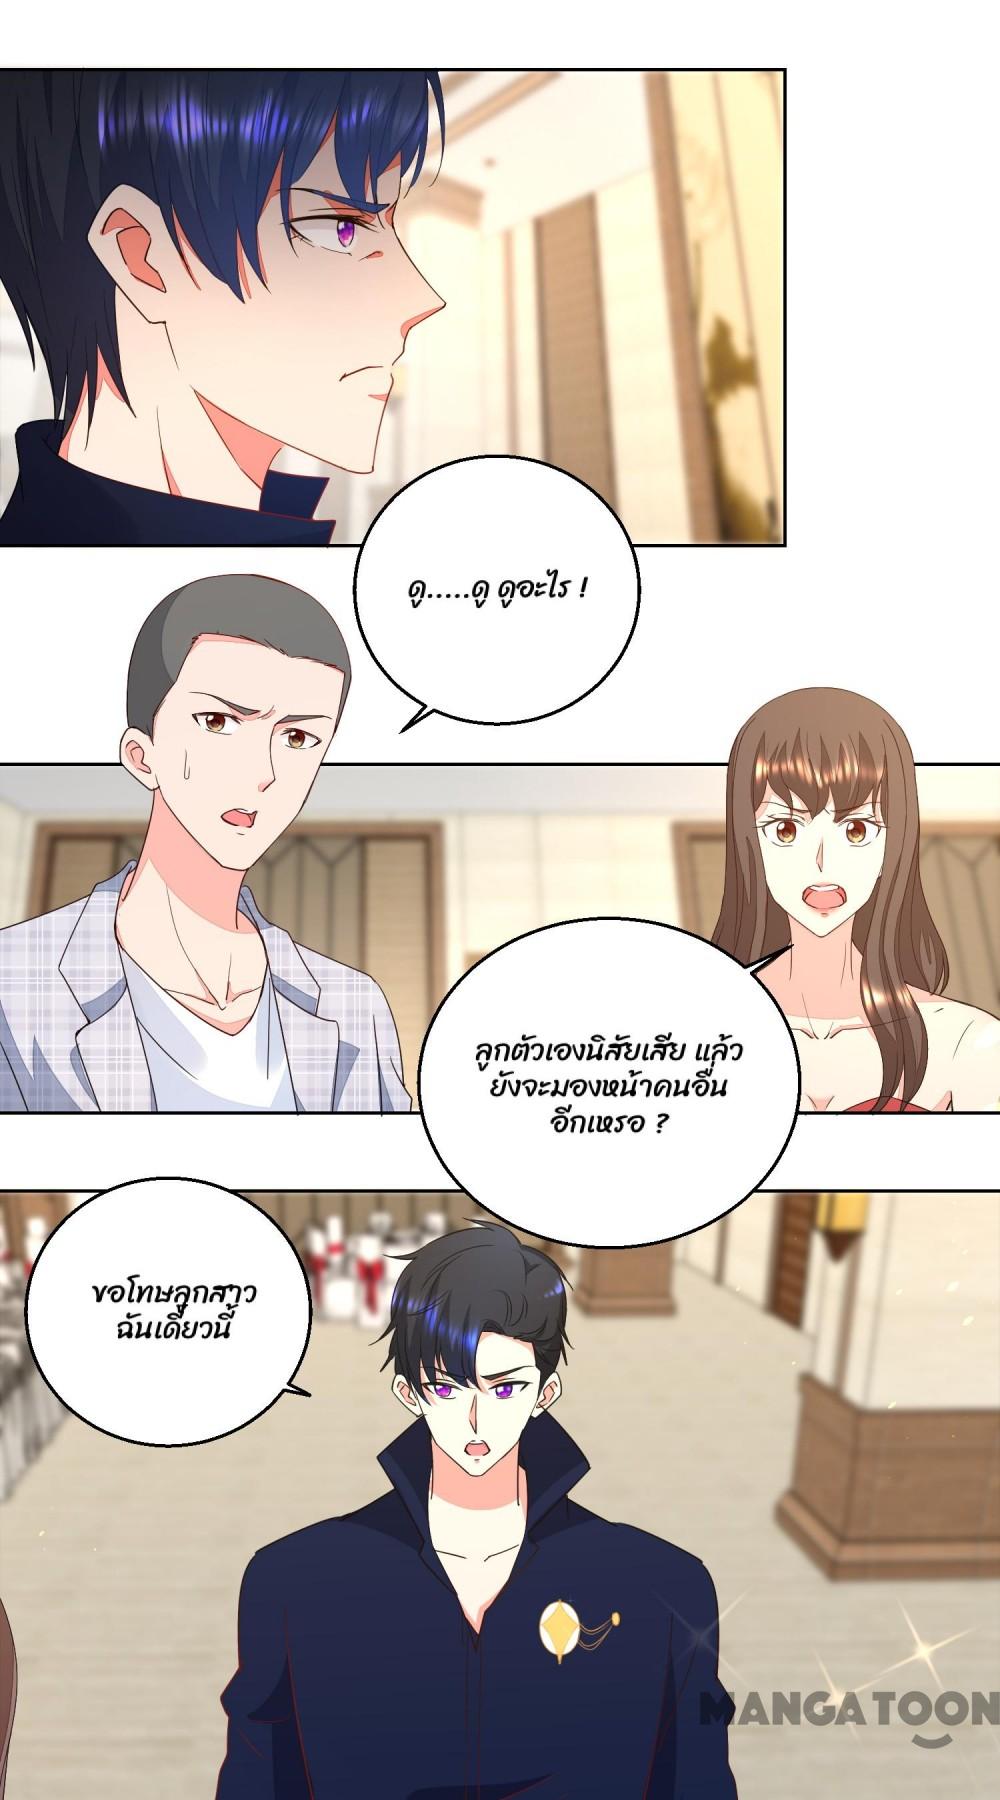 ดู.....ดู ดูอะไร !
ลูกตัวเองนิสัยเสีย แล้ว
ยังจะมองหน้าคนอื่น
อีกเหรอ ?
ขอโทษลูกสาว
ฉันเดี๋ยวนี้
MANGATOON